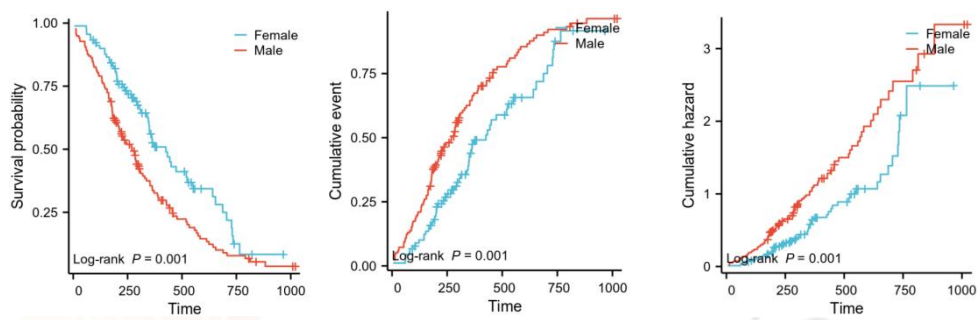 Survival probability
1.00
0.75
0.50
0.25
Female
Male
Log-rank P = 0.001
0 250 500 750 1000
Time
Cumulative event
0.75
0.50
0.25
0.00
Female
Male
Log-rank P = 0.001
0 250 500 750 1000
Time
Cumulative hazard
3
2
1
0
Female
Male
Log-rank P = 0.001
0 250 500 750 1000
Time